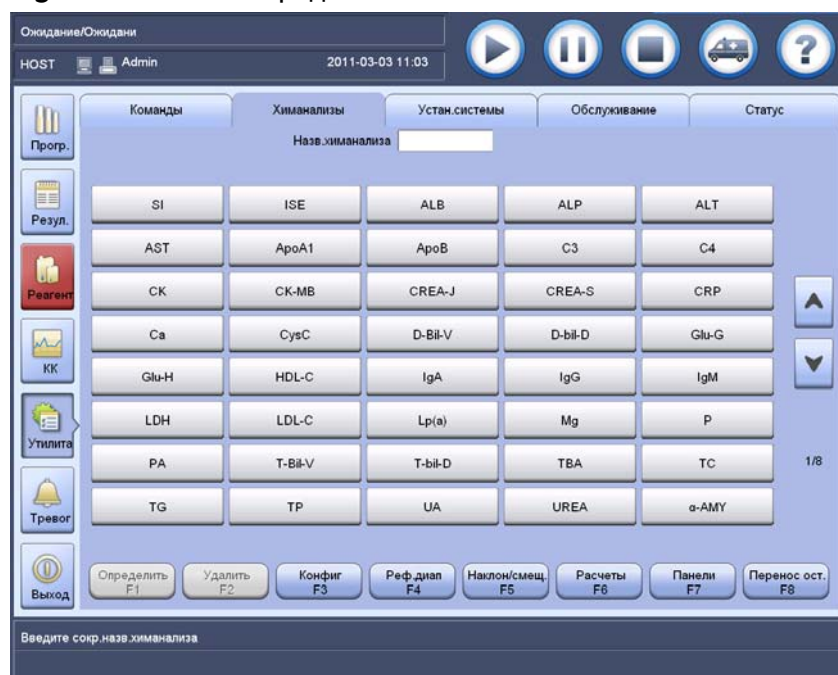 Ожидание/Ожидани
HOST Admin 2011-03-03 11:03
?
Команды Химанализы Устан.системы Обслуживание Статус
Прогр.
Назв.химанализа
Резул.
SI ISE ALB ALP ALT
AST ApoA1 ApoB C3 C4
Реагент
CK CK-MB CREA-J CREA-S CRP
Ca CysC D-Bil-V D-bil-D Glu-G
КК
Glu-H HDL-C IgA IgG IgM
LDH LDL-C Lp(a) Mg P
Утилита
PA T-Bil-V T-bil-D TBA TC 1/8
TG TP UA UREA α-AMY
Тревог
Определить F1 Удалить F2 Конфиг F3 Реф.диап F4 Наклон/смещ. F5 Расчеты F6 Панели F7 Перенос ост. F8
Выход
Введите сокр.назв.химанализа